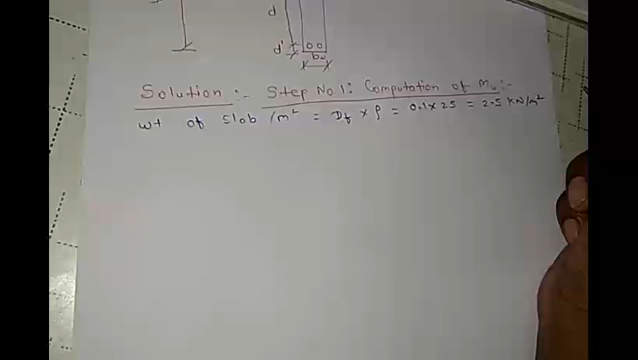 d
d'
b
Solution :- Step No.1: Computation of Mu :-
wt of slab /m² = Df x ρ = 0.1 x 25 = 2.5 KN/m²